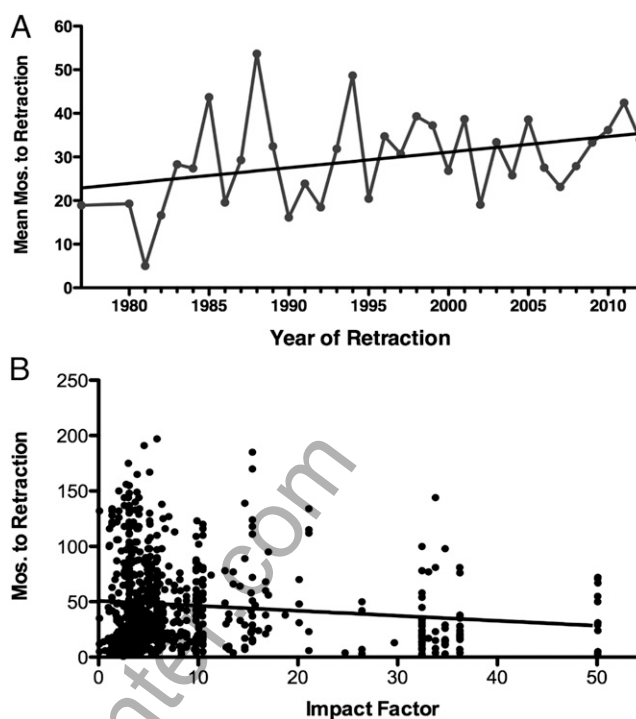 A
Mean Mos. to Retraction
60
50
40
30
20
10
0
1980 1985 1990 1995 2000 2005 2010
Year of Retraction
B
Mos. to Retraction
250
200
150
100
50
0
0 10 20 30 40 50
Impact Factor